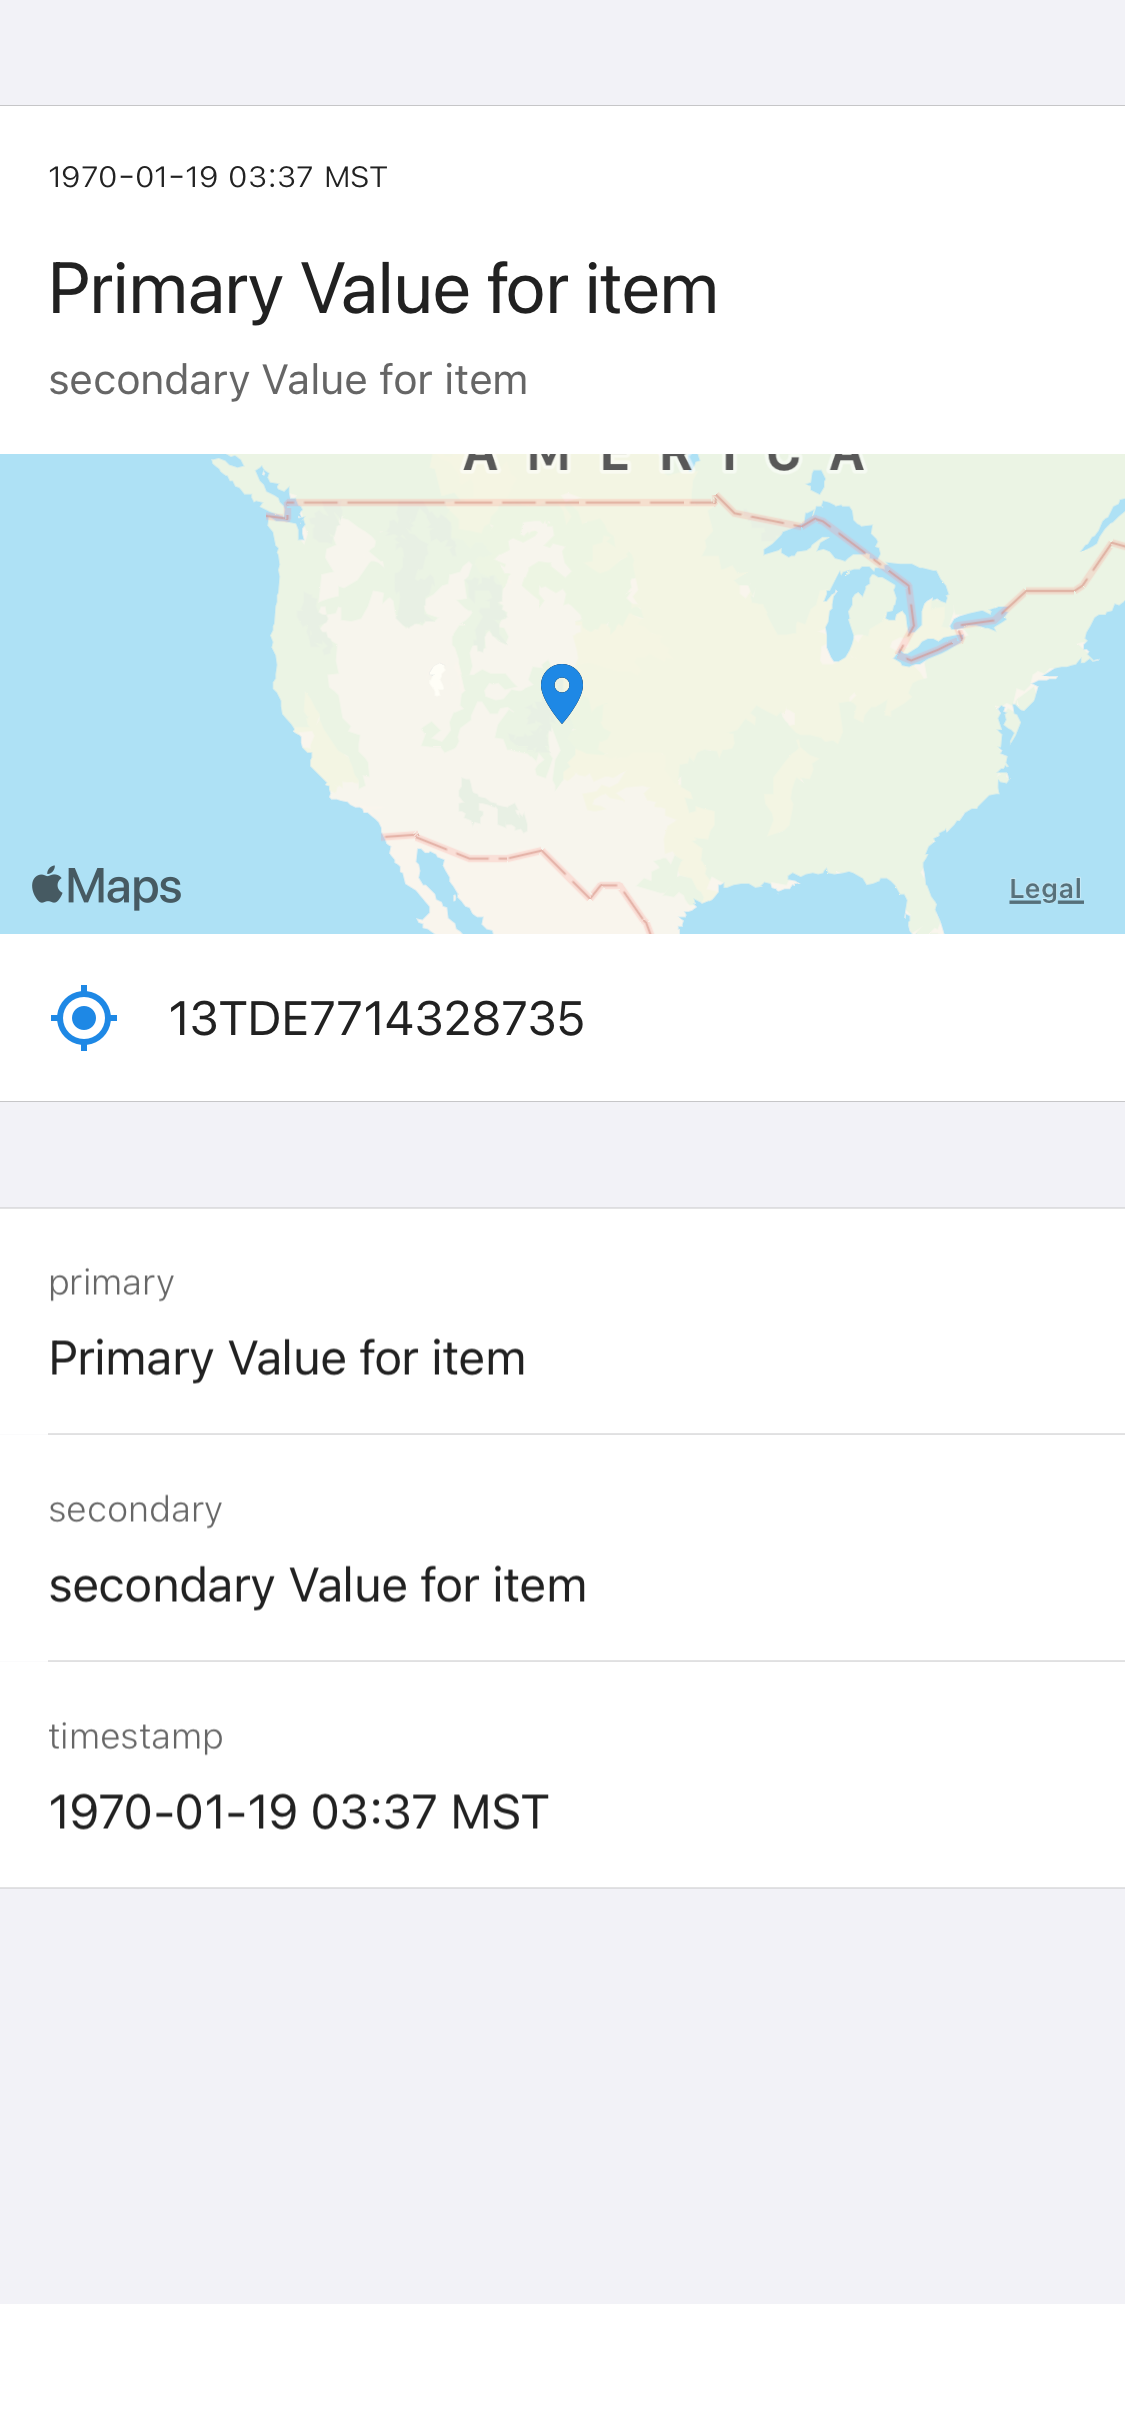 1970-01-19 03:37 MST
Primary Value for item
secondary Value for item
AMERICA
Maps
Legal
13TDE7714328735
primary
Primary Value for item
secondary
secondary Value for item
timestamp
1970-01-19 03:37 MST